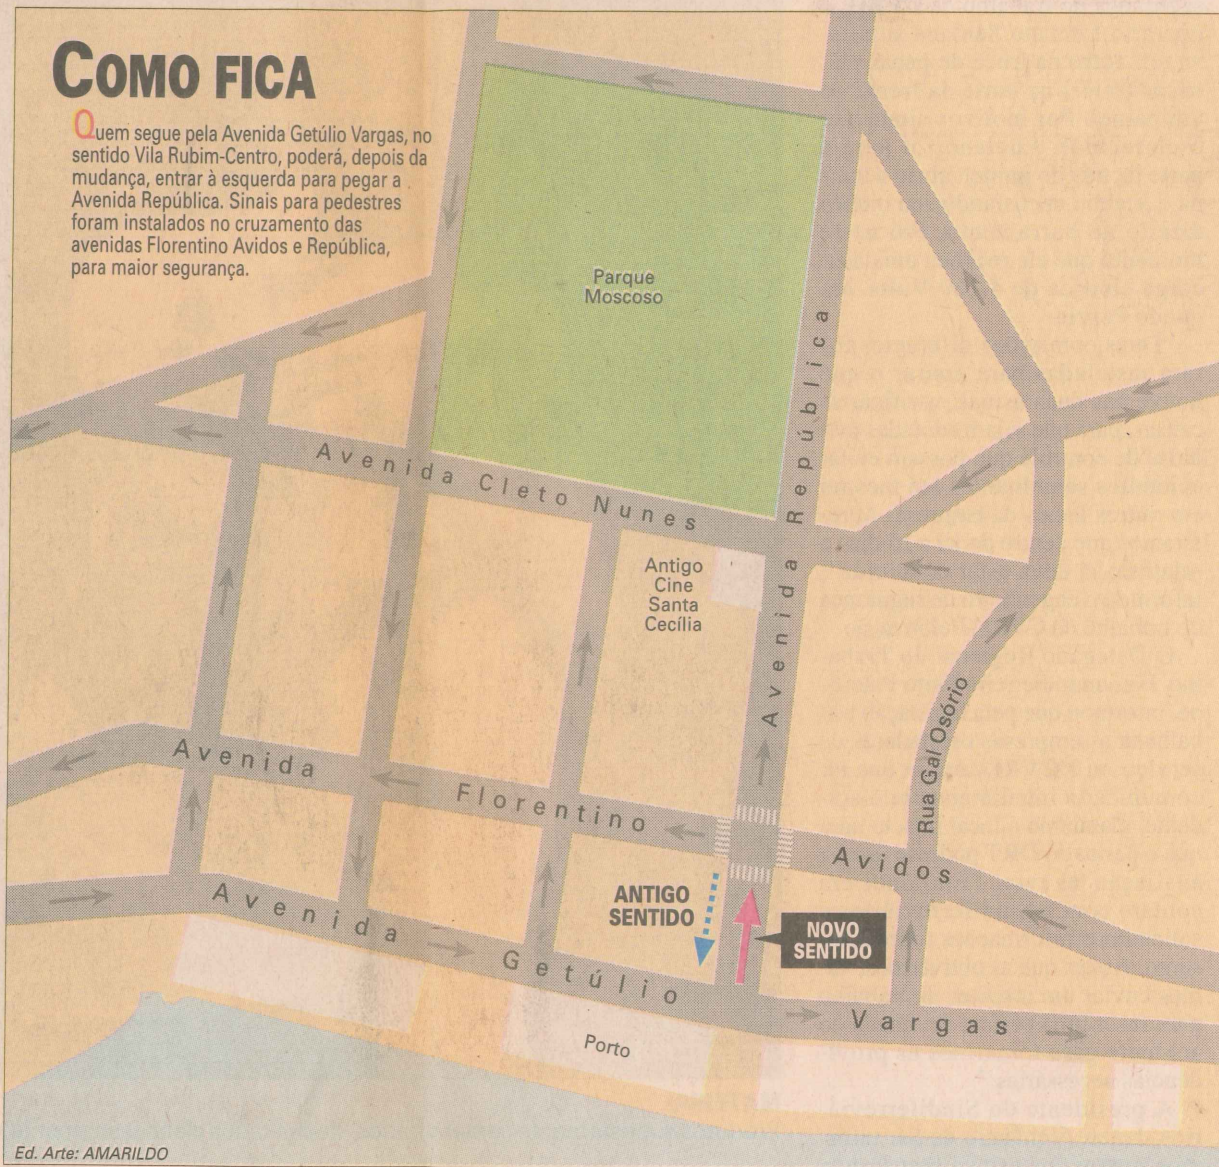 COMO FICA
Quem segue pela Avenida Getúlio Vargas, no
sentido Vila Rubim-Centro, poderá, depois da
mudança, entrar à esquerda para pegar a
Avenida República. Sinais para pedestres
foram instalados no cruzamento das
avenidas Florentino Avidos e República,
para maior segurança.
Parque
Moscoso
Avenida República
Avenida Cleto Nunes
Antigo
Cine
Santa
Cecília
Rua Gal Osório
Avenida Florentino Avidos
ANTIGO
SENTIDO
NOVO
SENTIDO
Avenida Getúlio Vargas
Porto
Ed. Arte: AMARILDO